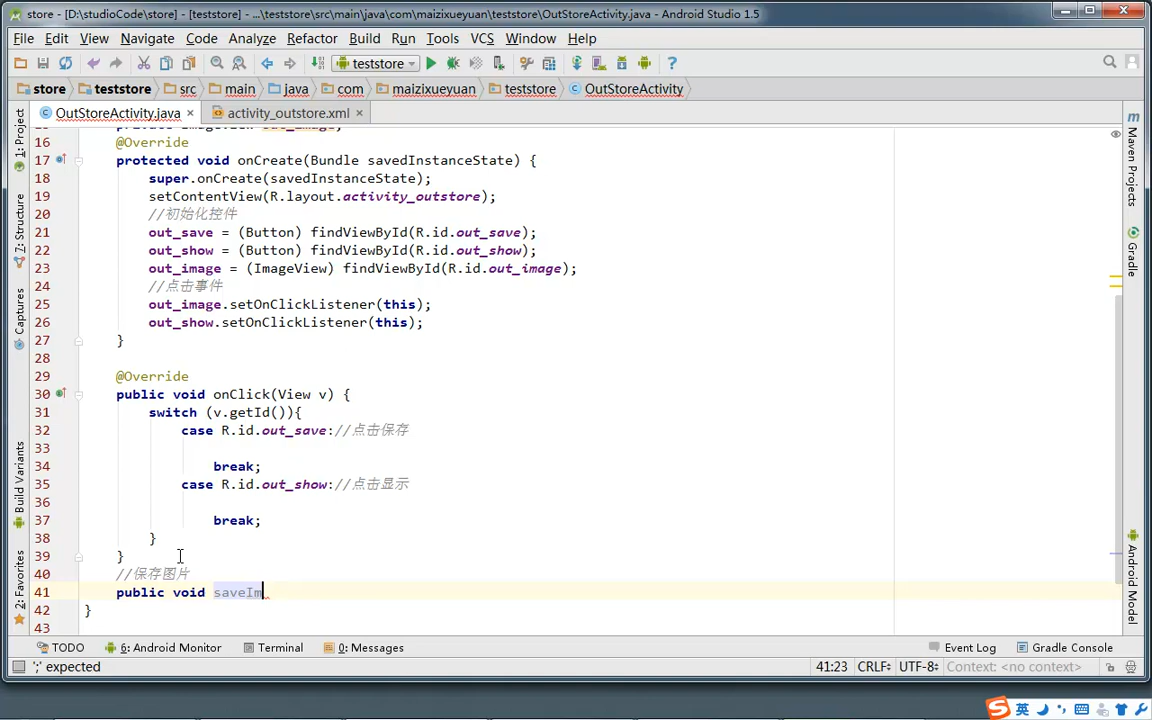 store - [D:\studioCode\store] - [teststore] - ...\teststore\src\main\java\com\maizixueyuan\teststore\OutStoreActivity.java - Android Studio 1.5
File Edit View Navigate Code Analyze Refactor Build Run Tools VCS Window Help
teststore
store teststore src main java com maizixueyuan teststore OutStoreActivity
OutStoreActivity.java activity_outstore.xml
16 @Override
17 protected void onCreate(Bundle savedInstanceState) {
18 super.onCreate(savedInstanceState);
19 setContentView(R.layout.activity_outstore);
20 //初始化控件
21 out_save = (Button) findViewById(R.id.out_save);
22 out_show = (Button) findViewById(R.id.out_show);
23 out_image = (ImageView) findViewById(R.id.out_image);
24 //点击事件
25 out_image.setOnClickListener(this);
26 out_show.setOnClickListener(this);
27 }
28
29 @Override
30 public void onClick(View v) {
31 switch (v.getId()){
32 case R.id.out_save://点击保存
33
34 break;
35 case R.id.out_show://点击显示
36
37 break;
38 }
39 }
40 //保存图片
41 public void saveIm
42 }
43
1: Project
7: Structure
Captures
Build Variants
2: Favorites
Maven Projects
Gradle
Android Model
TODO 6: Android Monitor Terminal 0: Messages Event Log Gradle Console
';' expected 41:23 CRLF UTF-8 Context: <no context>
英